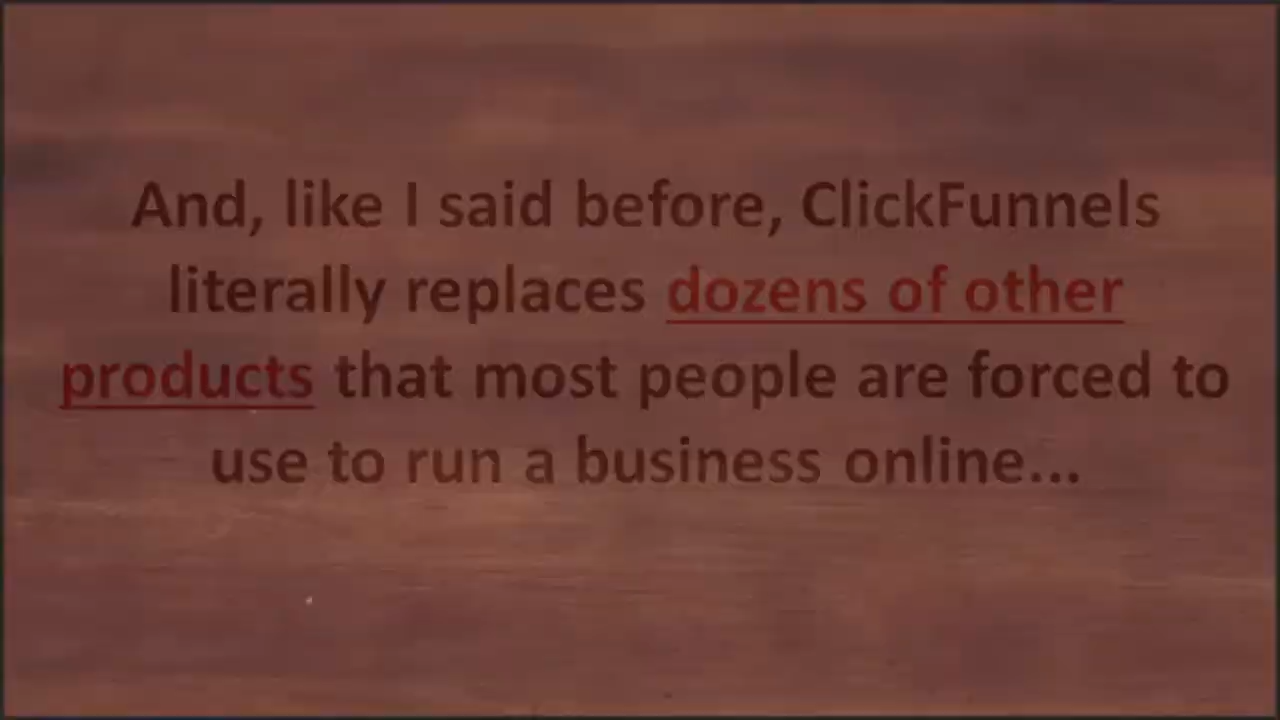 And, like I said before, ClickFunnels
literally replaces dozens of other
products that most people are forced to
use to run a business online...